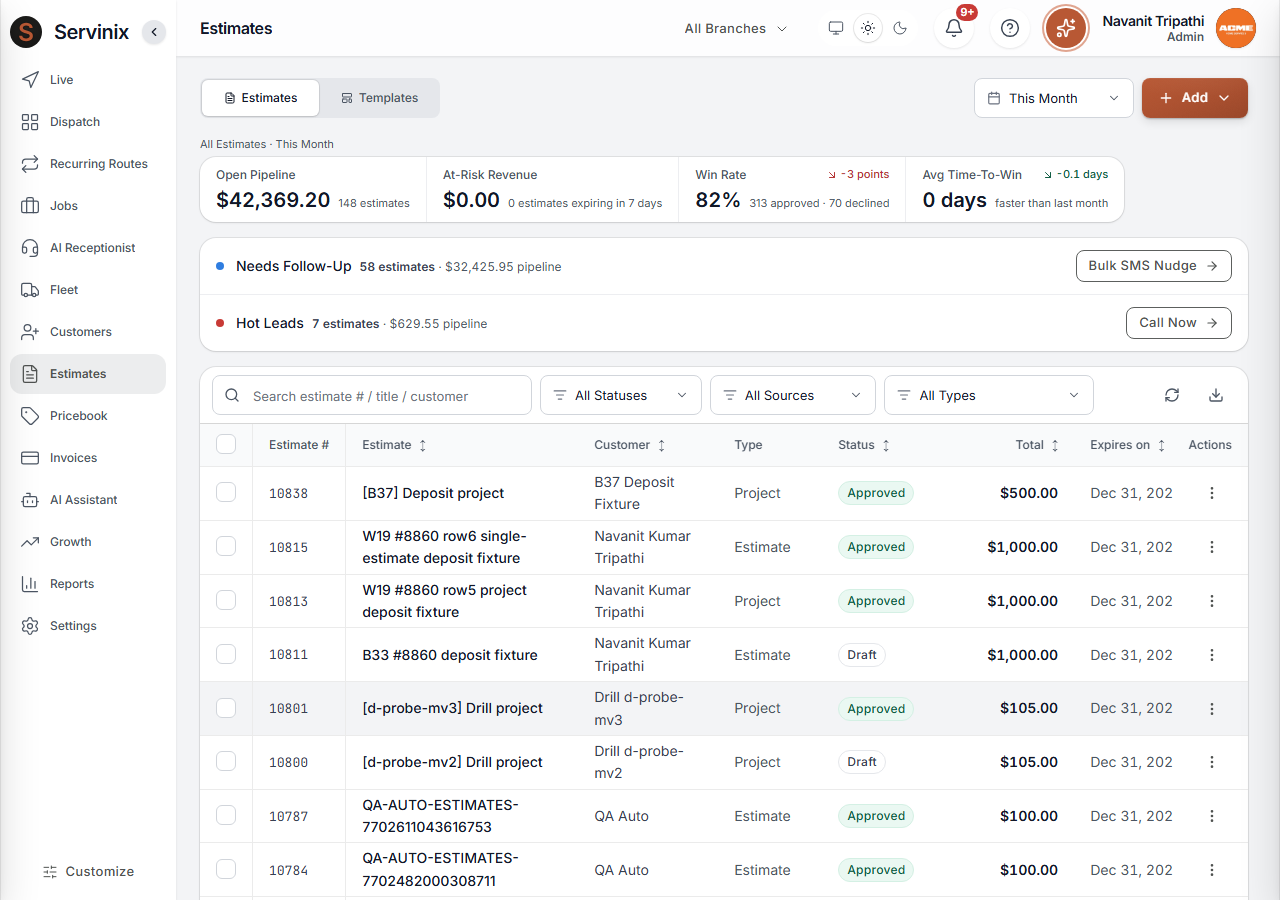 S Servinix
Estimates
All Branches
9+
Navanit Tripathi
Admin
ACME
Live
Dispatch
Recurring Routes
Jobs
AI Receptionist
Fleet
Customers
Estimates
Pricebook
Invoices
AI Assistant
Growth
Reports
Settings
Customize
Estimates Templates
This Month
Add
All Estimates · This Month
Open Pipeline
$42,369.20 148 estimates
At-Risk Revenue
$0.00 0 estimates expiring in 7 days
Win Rate -3 points
82% 313 approved · 70 declined
Avg Time-To-Win -0.1 days
0 days faster than last month
Needs Follow-Up 58 estimates · $32,425.95 pipeline
Bulk SMS Nudge
Hot Leads 7 estimates · $629.55 pipeline
Call Now
Search estimate # / title / customer
All Statuses
All Sources
All Types
Estimate # Estimate Customer Type Status Total Expires on Actions
10838 [B37] Deposit project B37 Deposit Fixture Project Approved $500.00 Dec 31, 202
10815 W19 #8860 row6 single-estimate deposit fixture Navanit Kumar Tripathi Estimate Approved $1,000.00 Dec 31, 202
10813 W19 #8860 row5 project deposit fixture Navanit Kumar Tripathi Project Approved $1,000.00 Dec 31, 202
10811 B33 #8860 deposit fixture Navanit Kumar Tripathi Estimate Draft $1,000.00 Dec 31, 202
10801 [d-probe-mv3] Drill project Drill d-probe-mv3 Project Approved $105.00 Dec 31, 202
10800 [d-probe-mv2] Drill project Drill d-probe-mv2 Project Draft $105.00 Dec 31, 202
10787 QA-AUTO-ESTIMATES-7702611043616753 QA Auto Estimate Approved $100.00 Dec 31, 202
10784 QA-AUTO-ESTIMATES-7702482000308711 QA Auto Estimate Approved $100.00 Dec 31, 202